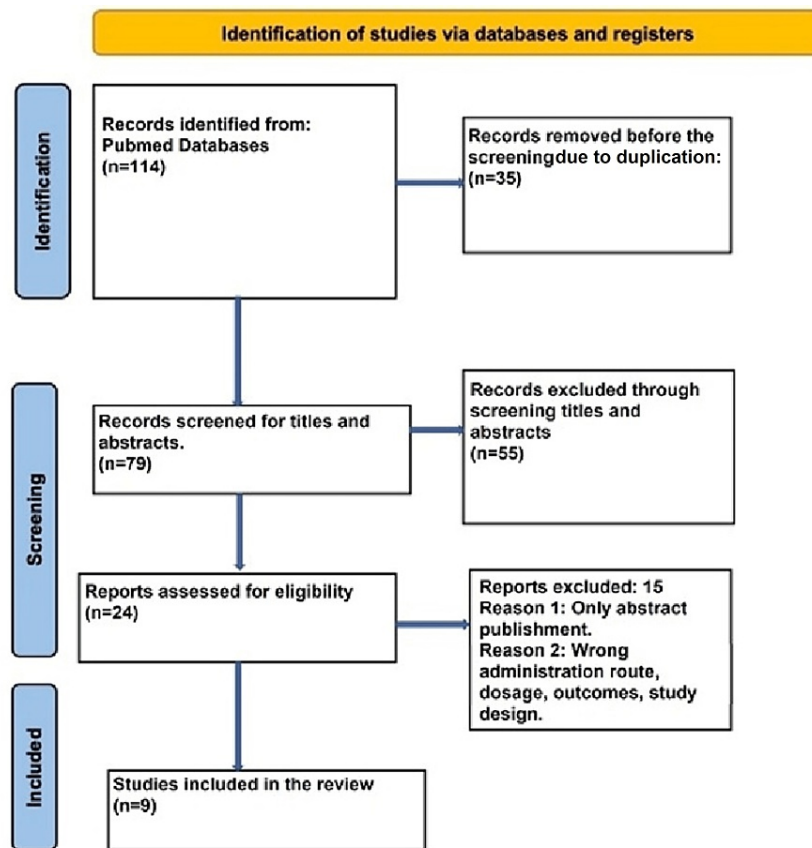 Identification of studies via databases and registers
Identification
Records identified from:
Pubmed Databases
(n=114)
Records removed before the
screeningdue to duplication:
(n=35)
Screening
Records screened for titles and
abstracts.
(n=79)
Records excluded through
screening titles and
abstracts
(n=55)
Reports assessed for eligibility
(n=24)
Reports excluded: 15
Reason 1: Only abstract
publishment.
Reason 2: Wrong
administration route,
dosage, outcomes, study
design.
Included
Studies included in the review
(n=9)